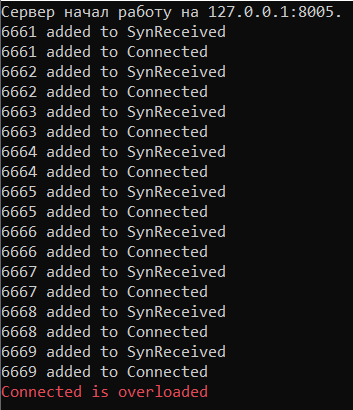 Сервер начал работу на 127.0.0.1:8005.
6661 added to SynReceived
6661 added to Connected
6662 added to SynReceived
6662 added to Connected
6663 added to SynReceived
6663 added to Connected
6664 added to SynReceived
6664 added to Connected
6665 added to SynReceived
6665 added to Connected
6666 added to SynReceived
6666 added to Connected
6667 added to SynReceived
6667 added to Connected
6668 added to SynReceived
6668 added to Connected
6669 added to SynReceived
6669 added to Connected
Connected is overloaded